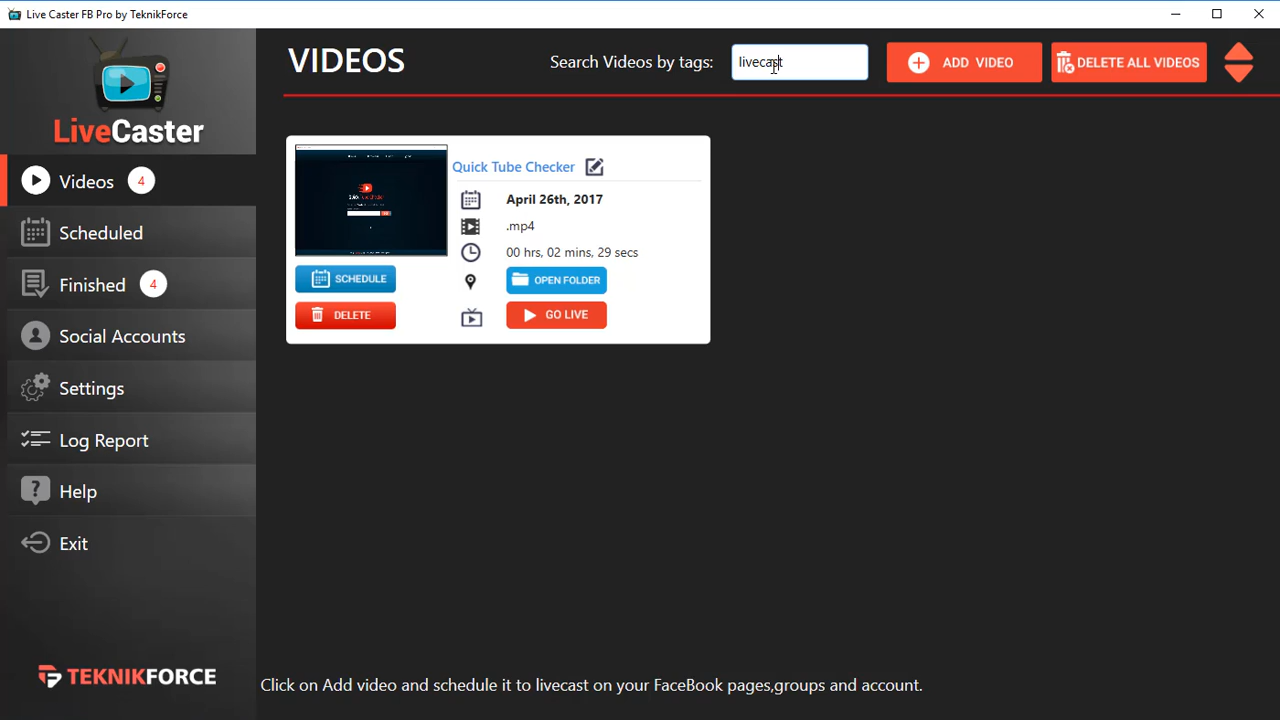 Live Caster FB Pro by TeknikForce
LiveCaster
Videos 4
Scheduled
Finished 4
Social Accounts
Settings
Log Report
Help
Exit
TEKNIKFORCE
VIDEOS
Search Videos by tags:
livecast
ADD VIDEO
DELETE ALL VIDEOS
Quick Tube Checker
April 26th, 2017
.mp4
00 hrs, 02 mins, 29 secs
SCHEDULE
OPEN FOLDER
DELETE
GO LIVE
Click on Add video and schedule it to livecast on your FaceBook pages,groups and account.